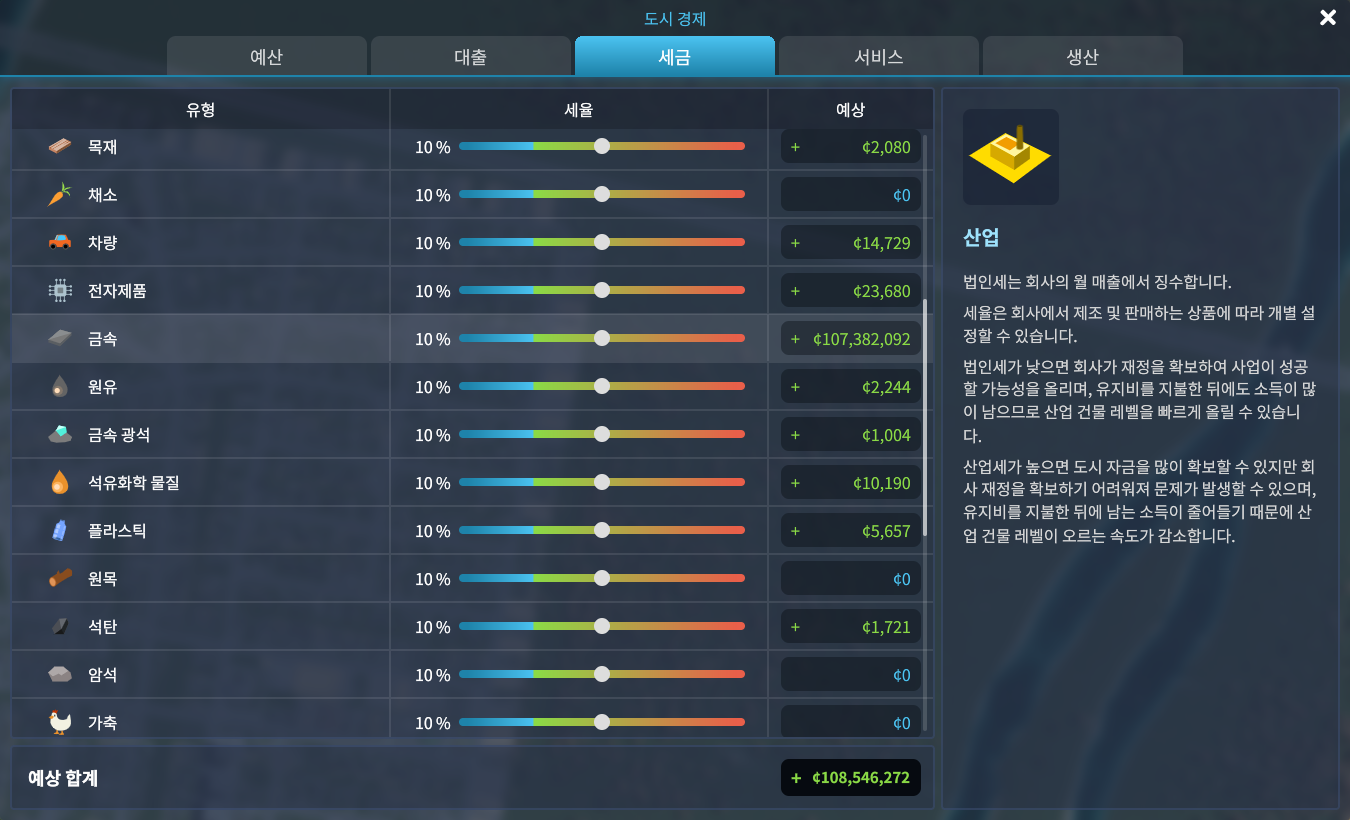 도시 경제
예산 대출 세금 서비스 생산
유형 세율 예상
목재 10 % + ¢2,080
채소 10 % ¢0
차량 10 % + ¢14,729
전자제품 10 % + ¢23,680
금속 10 % + ¢107,382,092
원유 10 % + ¢2,244
금속 광석 10 % + ¢1,004
석유화학 물질 10 % + ¢10,190
플라스틱 10 % + ¢5,657
원목 10 % ¢0
석탄 10 % + ¢1,721
암석 10 % ¢0
가축 10 % ¢0
예상 합계 + ¢108,546,272
산업
법인세는 회사의 월 매출에서 징수합니다.
세율은 회사에서 제조 및 판매하는 상품에 따라 개별 설
정할 수 있습니다.
법인세가 낮으면 회사가 재정을 확보하여 사업이 성공
할 가능성을 올리며, 유지비를 지불한 뒤에도 소득이 많
이 남으므로 산업 건물 레벨을 빠르게 올릴 수 있습니
다.
산업세가 높으면 도시 자금을 많이 확보할 수 있지만 회
사 재정을 확보하기 어려워져 문제가 발생할 수 있으며,
유지비를 지불한 뒤에 남는 소득이 줄어들기 때문에 산
업 건물 레벨이 오르는 속도가 감소합니다.